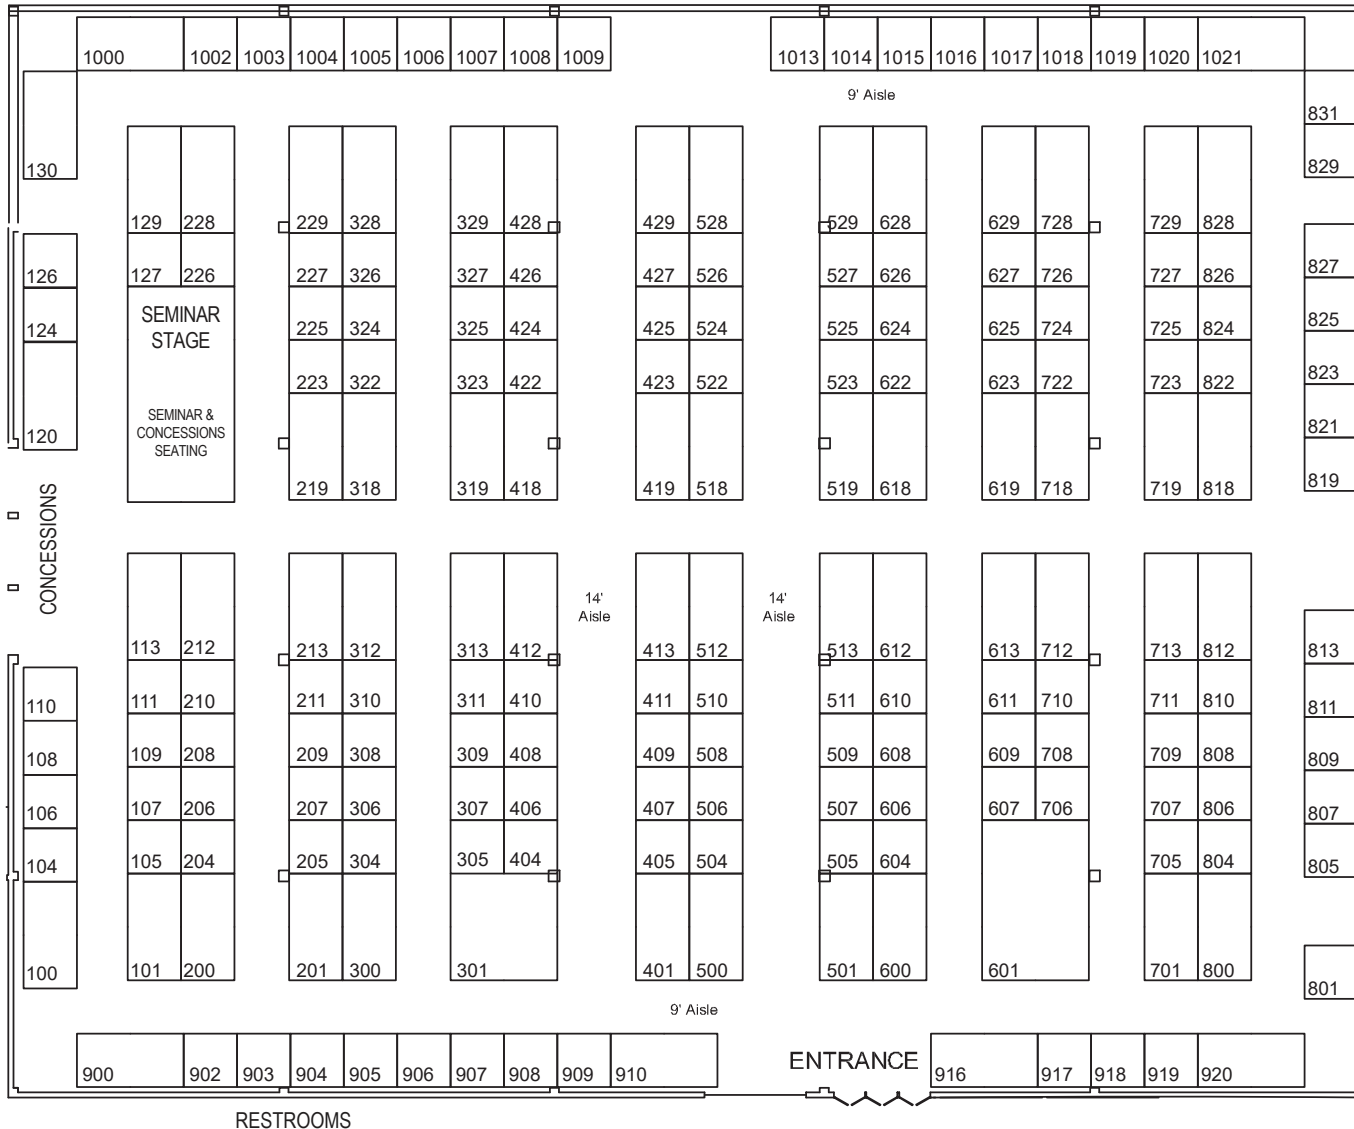 1000 1002 1003 1004 1005 1006 1007 1008 1009 1013 1014 1015 1016 1017 1018 1019 1020 1021
9' Aisle
831
829
130
129 228 229 328 329 428 429 528 529 628 629 728 729 828
126 127 226 227 326 327 426 427 526 527 626 627 726 727 826 827
SEMINAR
STAGE
124 225 324 325 424 425 524 525 624 625 724 725 824 825
223 322 323 422 423 522 523 622 623 722 723 822 823
SEMINAR &
CONCESSIONS
SEATING
120 821
219 318 319 418 419 518 519 618 619 718 719 818 819
CONCESSIONS
14'
Aisle
14'
Aisle
113 212 213 312 313 412 413 512 513 612 613 712 713 812 813
110 111 210 211 310 311 410 411 510 511 610 611 710 711 810 811
108 109 208 209 308 309 408 409 508 509 608 609 708 709 808 809
106 107 206 207 306 307 406 407 506 507 606 607 706 707 806 807
104 105 204 205 304 305 404 405 504 505 604 705 804 805
100 101 200 201 300 301 401 500 501 600 601 701 800 801
9' Aisle
ENTRANCE
900 902 903 904 905 906 907 908 909 910 916 917 918 919 920
RESTROOMS